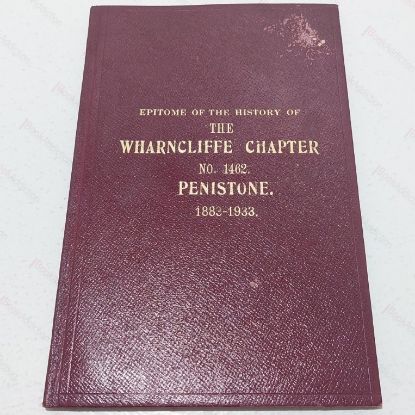 EPITOME OF THE HISTORY OF
THE
WHARNCLIFFE CHAPTER
NO. 1462.
PENISTONE.
1883-1933.